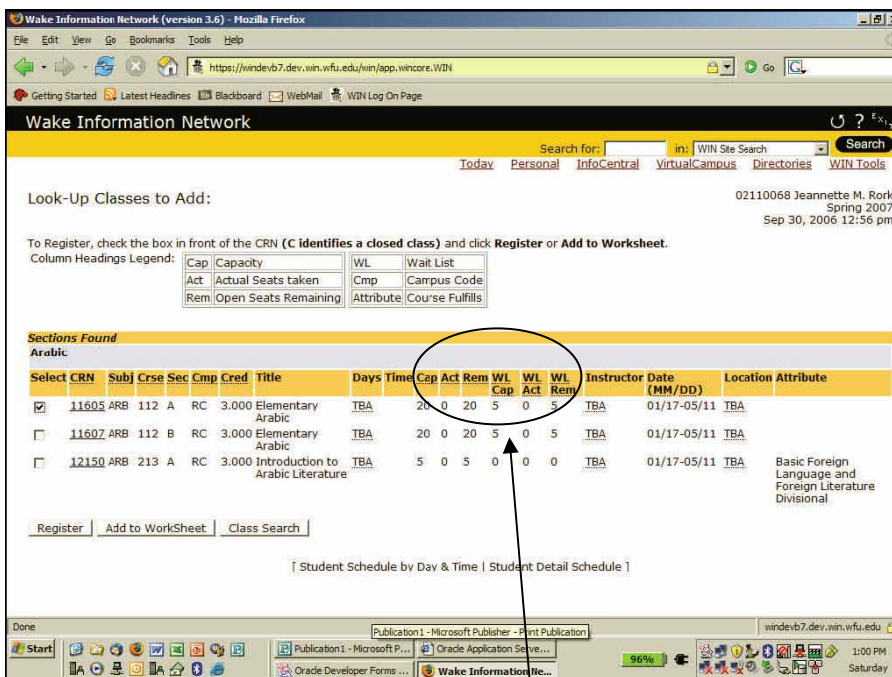 Wake Information Network (version 3.6) - Mozilla Firefox
File Edit View Go Bookmarks Tools Help
https://windevb7.dev.win.wfu.edu/win/app.wincore.WIN Go
Getting Started Latest Headlines Blackboard WebMail WIN Log On Page
Wake Information Network
Search for: in: WIN Site Search Search
Today Personal InfoCentral VirtualCampus Directories WIN Tools
Look-Up Classes to Add:
02110068 Jeannette M. Rork
Spring 2007
Sep 30, 2006 12:56 pm
To Register, check the box in front of the CRN (C identifies a closed class) and click Register or Add to Worksheet.
Column Headings Legend:
Cap Capacity WL Wait List
Act Actual Seats taken Cmp Campus Code
Rem Open Seats Remaining Attribute Course Fulfills
Sections Found
Arabic
Select CRN Subj Crse Sec Cmp Cred Title Days Time Cap Act Rem WL Cap WL Act WL Rem Instructor Date (MM/DD) Location Attribute
11605 ARB 112 A RC 3.000 Elementary Arabic TBA 20 0 20 5 0 5 TBA 01/17-05/11 TBA
11607 ARB 112 B RC 3.000 Elementary Arabic TBA 20 0 20 5 0 5 TBA 01/17-05/11 TBA
12150 ARB 213 A RC 3.000 Introduction to Arabic Literature TBA 5 0 5 0 0 0 TBA 01/17-05/11 TBA Basic Foreign Language and Foreign Literature Divisional
Register Add to WorkSheet Class Search
[ Student Schedule by Day & Time | Student Detail Schedule ]
Done windevb7.dev.win.wfu.edu
Publication1 - Microsoft Publisher - Print Publication
Start Publication1 - Microsoft P... Oracle Application Serve... 96% 1:00 PM
Oracle Developer Forms ... Wake Information Ne... Saturday